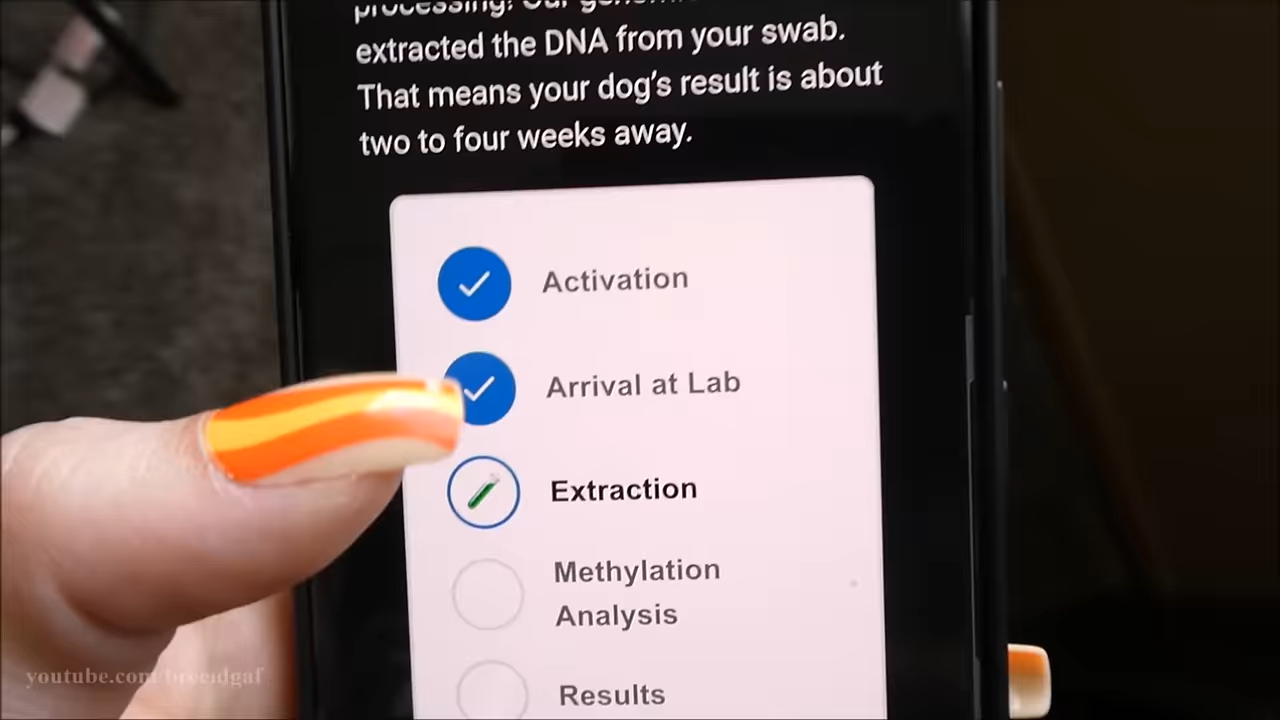 extracted the DNA from your swab.
That means your dog's result is about
two to four weeks away.
Activation
Arrival at Lab
Extraction
Methylation
Analysis
Results